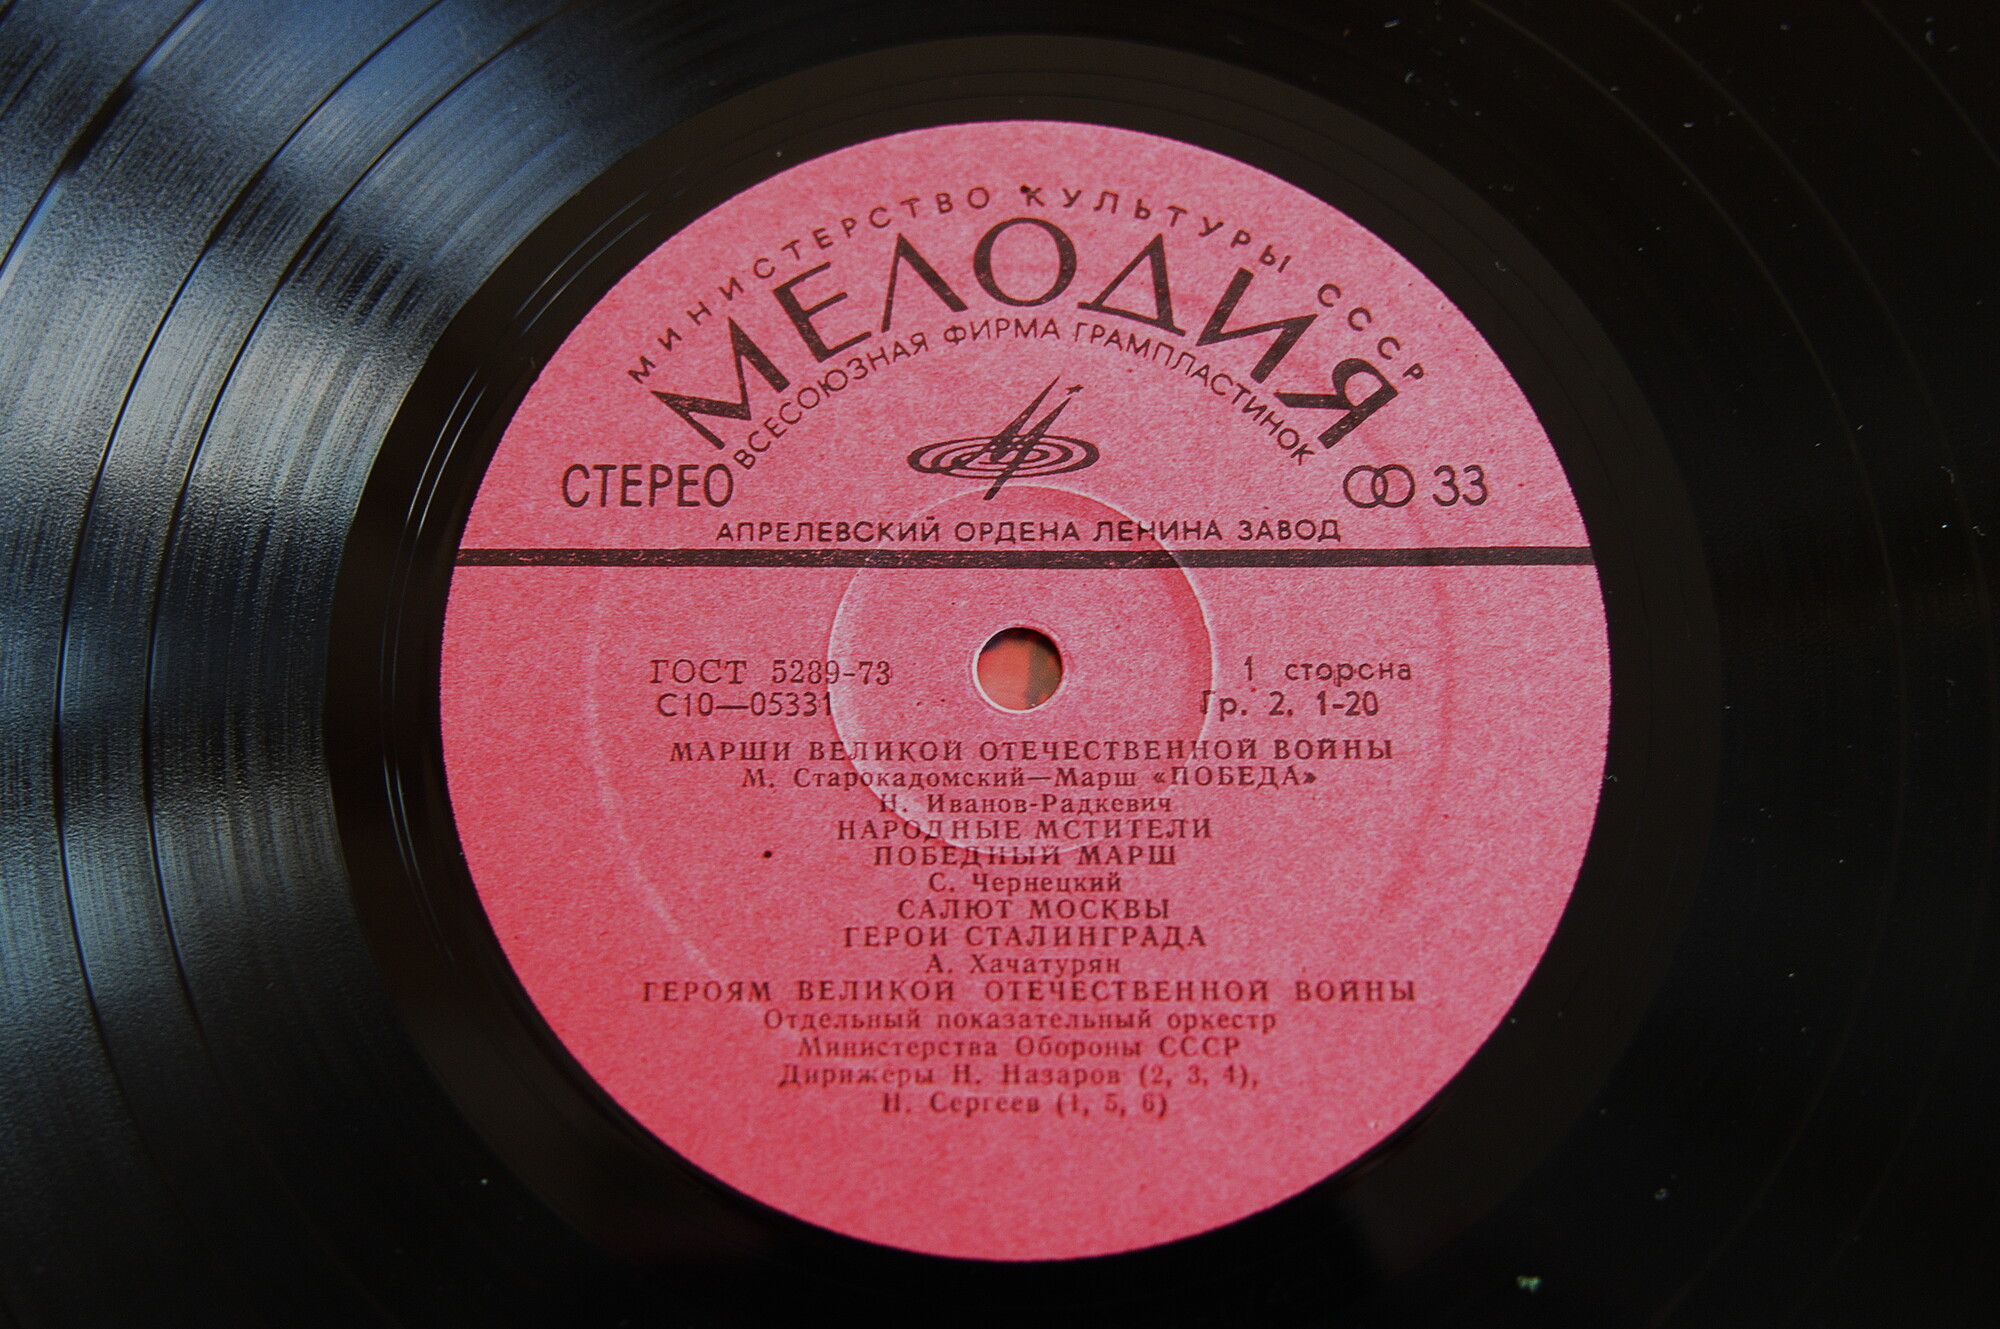 МИНИСТЕРСТВО КУЛЬТУРЫ СССР
МЕЛОДИЯ
ВСЕСОЮЗНАЯ ФИРМА ГРАМПЛАСТИНОК
СТЕРЕО
33
АПРЕЛЕВСКИЙ ОРДЕНА ЛЕНИНА ЗАВОД
ГОСТ 5289-73
1 сторона
С10—05331
Гр. 2. 1-20
МАРШИ ВЕЛИКОЙ ОТЕЧЕСТВЕННОЙ ВОЙНЫ
М. Старокадомский—Марш «ПОБЕДА»
Н. Иванов-Радкевич
НАРОДНЫЕ МСТИТЕЛИ
ПОБЕДНЫЙ МАРШ
С. Чернецкий
САЛЮТ МОСКВЫ
ГЕРОИ СТАЛИНГРАДА
А. Хачатурян
ГЕРОЯМ ВЕЛИКОЙ ОТЕЧЕСТВЕННОЙ ВОЙНЫ
Отдельный показательный оркестр
Министерства Обороны СССР
Дирижеры Н. Назаров (2, 3, 4),
Н. Сергеев (1, 5, 6)